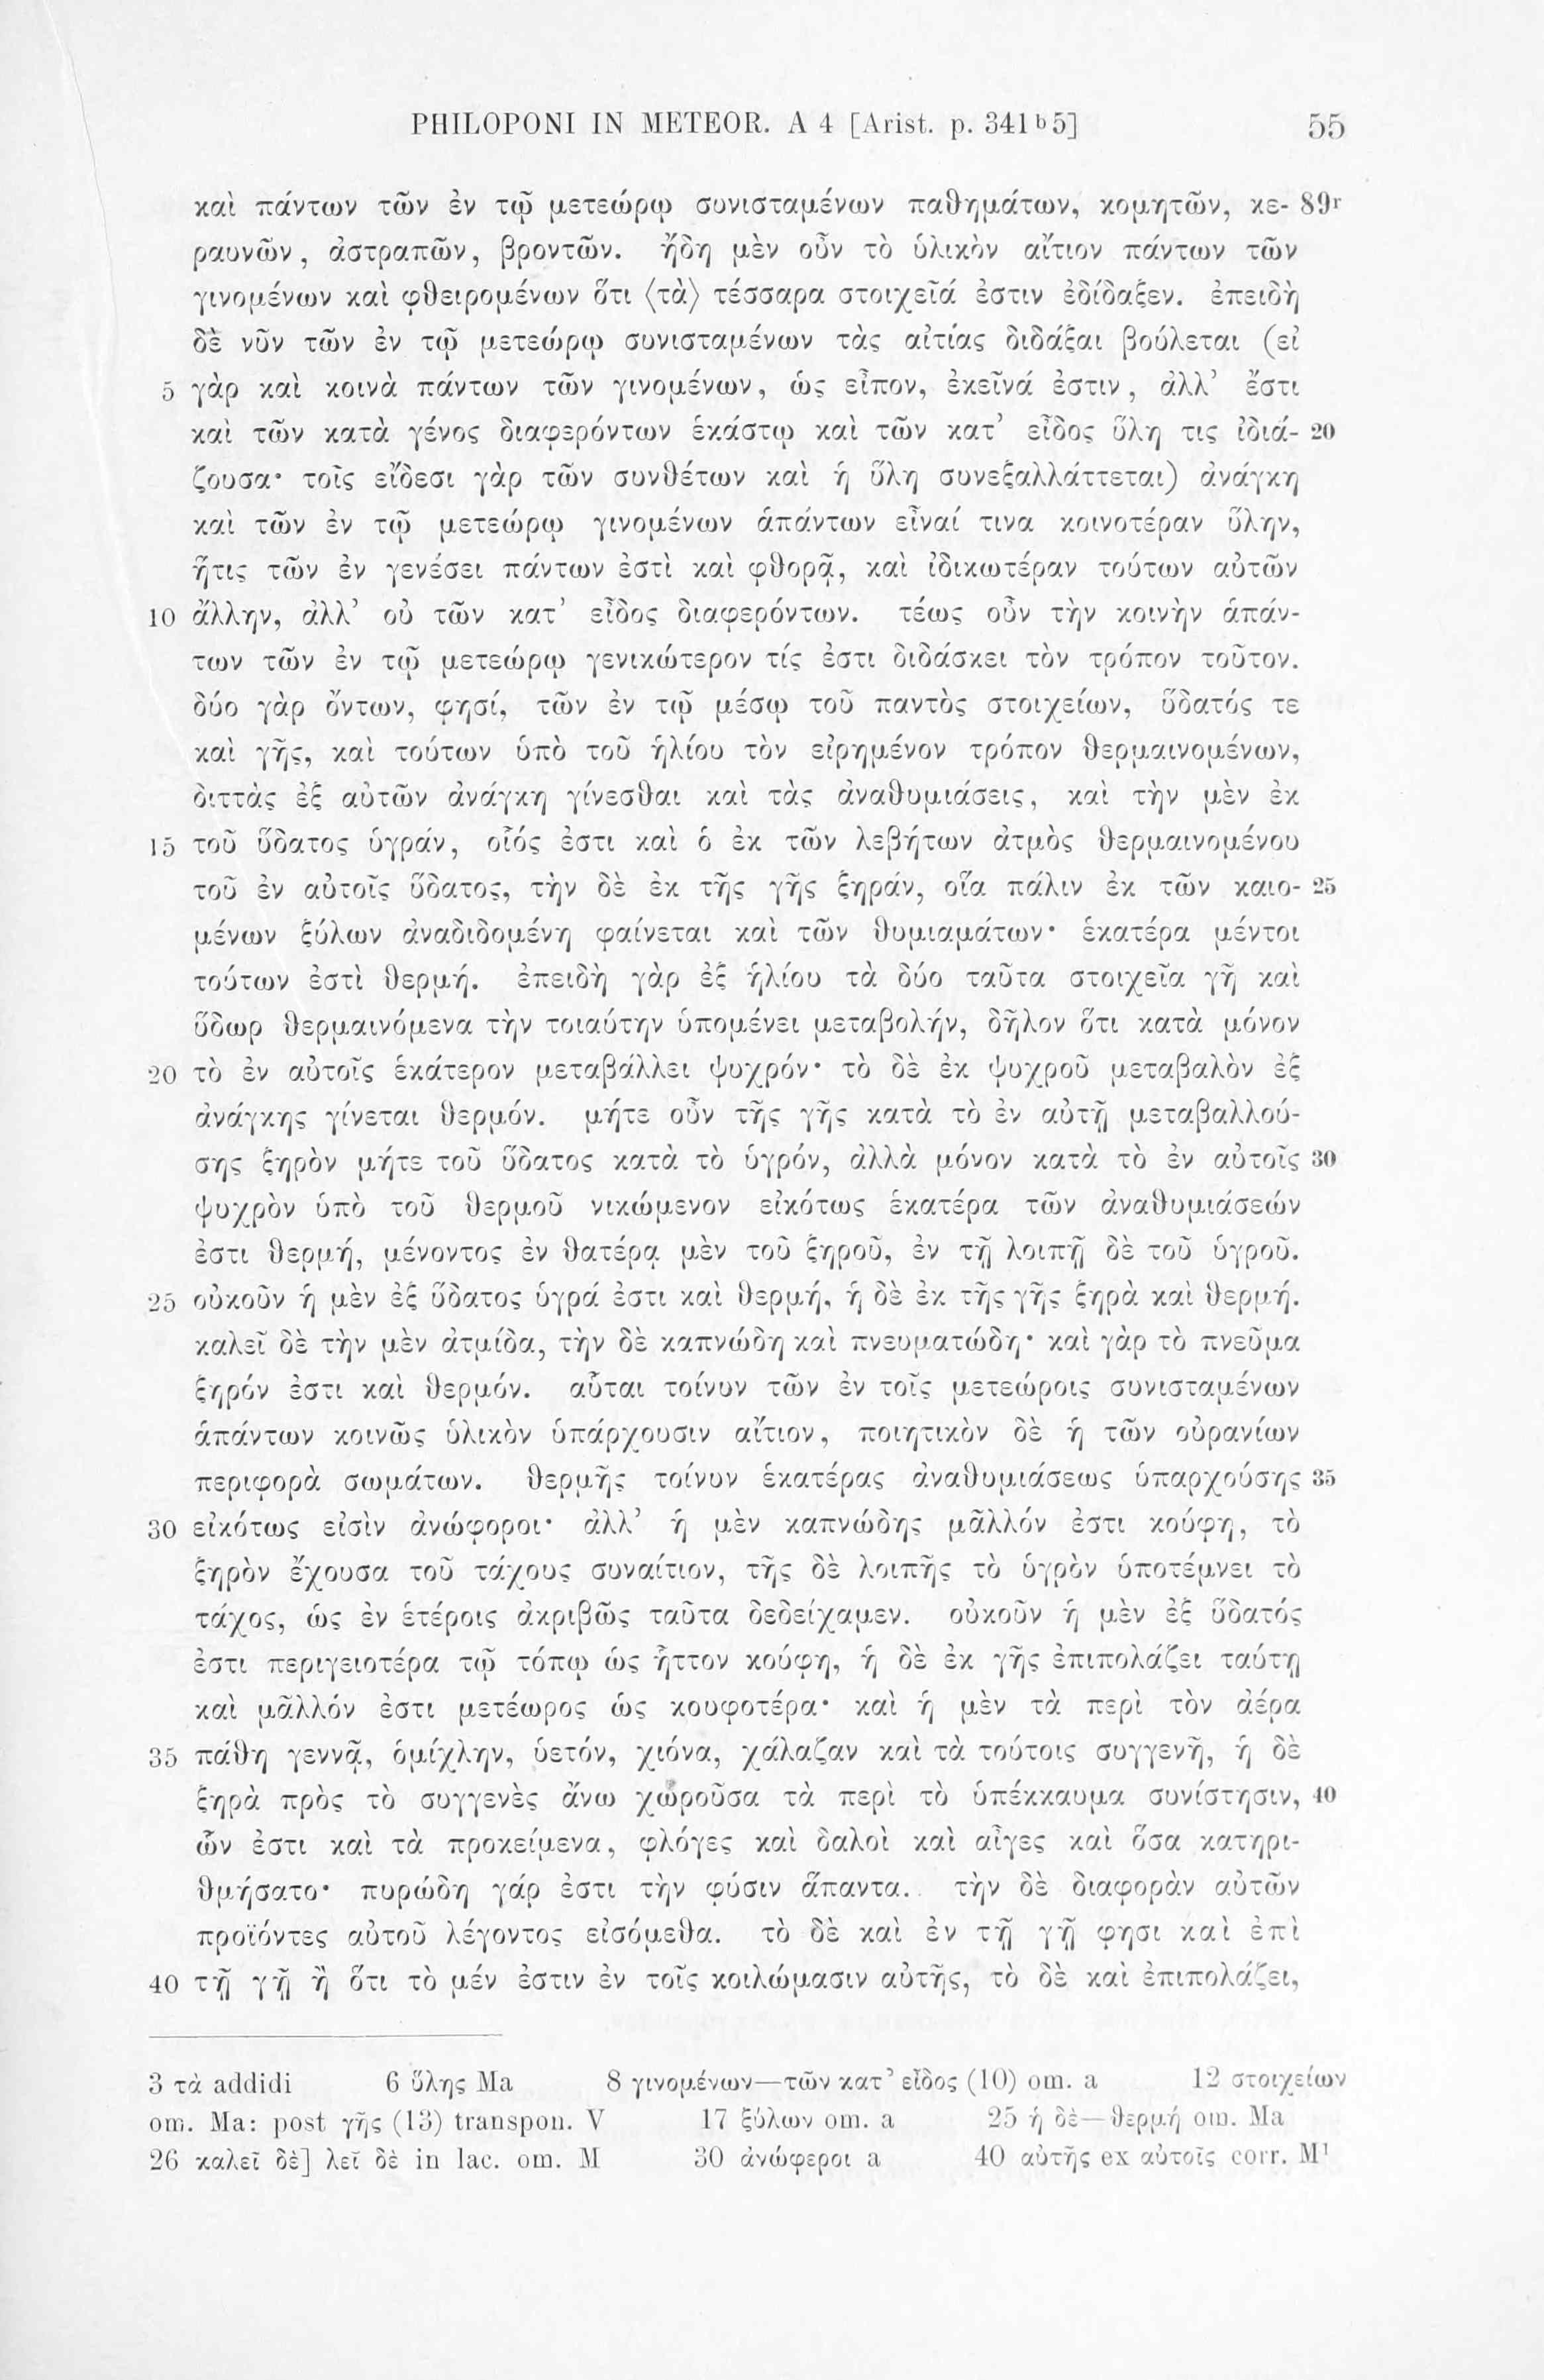 PHILOPONI IN METEOR. A 4 [Arist. p. 341ᵇ5] 55
καὶ πάντων τῶν ἐν τῷ μετεώρῳ συνισταμένων παθημάτων, κομητῶν, κε- 89ʳ
ραυνῶν, ἀστραπῶν, βροντῶν. ἤδη μὲν οὖν τὸ ὑλικὸν αἴτιον πάντων τῶν
γινομένων καὶ φθειρομένων ὅτι ⟨τὰ⟩ τέσσαρα στοιχεῖά ἐστιν ἐδίδαξεν. ἐπειδὴ
δὲ νῦν τῶν ἐν τῷ μετεώρῳ συνισταμένων τὰς αἰτίας διδάξαι βούλεται (εἰ
5 γὰρ καὶ κοινὰ πάντων τῶν γινομένων, ὡς εἶπον, ἐκεῖνά ἐστιν, ἀλλ’ ἔστι
καὶ τῶν κατὰ γένος διαφερόντων ἑκάστῳ καὶ τῶν κατ’ εἶδος ὕλη τις ἰδιά- 20
ζουσα· τοῖς εἴδεσι γὰρ τῶν συνθέτων καὶ ἡ ὕλη συνεξαλλάττεται) ἀνάγκη
καὶ τῶν ἐν τῷ μετεώρῳ γινομένων ἁπάντων εἶναί τινα κοινοτέραν ὕλην,
ἥτις τῶν ἐν γενέσει πάντων ἐστὶ καὶ φθορᾷ, καὶ ἰδικωτέραν τούτων αὐτῶν
10 ἄλλην, ἀλλ’ οὐ τῶν κατ’ εἶδος διαφερόντων. τέως οὖν τὴν κοινὴν ἁπάν-
των τῶν ἐν τῷ μετεώρῳ γενικώτερον τίς ἐστι διδάσκει τὸν τρόπον τοῦτον.
δύο γὰρ ὄντων, φησί, τῶν ἐν τῷ μέσῳ τοῦ παντὸς στοιχείων, ὕδατός τε
καὶ γῆς, καὶ τούτων ὑπὸ τοῦ ἡλίου τὸν εἰρημένον τρόπον θερμαινομένων,
διττὰς ἐξ αὐτῶν ἀνάγκη γίνεσθαι καὶ τὰς ἀναθυμιάσεις, καὶ τὴν μὲν ἐκ
15 τοῦ ὕδατος ὑγράν, οἷός ἐστι καὶ ὁ ἐκ τῶν λεβήτων ἀτμὸς θερμαινομένου
τοῦ ἐν αὐτοῖς ὕδατος, τὴν δὲ ἐκ τῆς γῆς ξηράν, οἵα πάλιν ἐκ τῶν καιο- 25
μένων ξύλων ἀναδιδομένη φαίνεται καὶ τῶν θυμιαμάτων· ἑκατέρα μέντοι
τούτων ἐστὶ θερμή. ἐπειδὴ γὰρ ἐξ ἡλίου τὰ δύο ταῦτα στοιχεῖα γῆ καὶ
ὕδωρ θερμαινόμενα τὴν τοιαύτην ὑπομένει μεταβολήν, δῆλον ὅτι κατὰ μόνον
20 τὸ ἐν αὐτοῖς ἑκάτερον μεταβάλλει ψυχρόν· τὸ δὲ ἐκ ψυχροῦ μεταβαλὸν ἐξ
ἀνάγκης γίνεται θερμόν. μήτε οὖν τῆς γῆς κατὰ τὸ ἐν αὐτῇ μεταβαλλού-
σης ξηρὸν μήτε τοῦ ὕδατος κατὰ τὸ ὑγρόν, ἀλλὰ μόνον κατὰ τὸ ἐν αὐτοῖς 30
ψυχρὸν ὑπὸ τοῦ θερμοῦ νικώμενον εἰκότως ἑκατέρα τῶν ἀναθυμιάσεών
ἐστι θερμή, μένοντος ἐν θατέρᾳ μὲν τοῦ ξηροῦ, ἐν τῇ λοιπῇ δὲ τοῦ ὑγροῦ.
25 οὐκοῦν ἡ μὲν ἐξ ὕδατος ὑγρά ἐστι καὶ θερμή, ἡ δὲ ἐκ τῆς γῆς ξηρὰ καὶ θερμή.
καλεῖ δὲ τὴν μὲν ἀτμίδα, τὴν δὲ καπνώδη καὶ πνευματώδη· καὶ γὰρ τὸ πνεῦμα
ξηρόν ἐστι καὶ θερμόν. αὗται τοίνυν τῶν ἐν τοῖς μετεώροις συνισταμένων
ἁπάντων κοινῶς ὑλικὸν ὑπάρχουσιν αἴτιον, ποιητικὸν δὲ ἡ τῶν οὐρανίων
περιφορὰ σωμάτων. θερμῆς τοίνυν ἑκατέρας ἀναθυμιάσεως ὑπαρχούσης 35
30 εἰκότως εἰσὶν ἀνώφοροι· ἀλλ’ ἡ μὲν καπνώδης μᾶλλόν ἐστι κούφη, τὸ
ξηρὸν ἔχουσα τοῦ τάχους συναίτιον, τῆς δὲ λοιπῆς τὸ ὑγρὸν ὑποτέμνει τὸ
τάχος, ὡς ἐν ἑτέροις ἀκριβῶς ταῦτα δεδείχαμεν. οὐκοῦν ἡ μὲν ἐξ ὕδατός
ἐστι περιγειοτέρα τῷ τόπῳ ὡς ἧττον κούφη, ἡ δὲ ἐκ γῆς ἐπιπολάζει ταύτῃ
καὶ μᾶλλόν ἐστι μετέωρος ὡς κουφοτέρα· καὶ ἡ μὲν τὰ περὶ τὸν ἀέρα
35 πάθη γεννᾷ, ὁμίχλην, ὑετόν, χιόνα, χάλαζαν καὶ τὰ τούτοις συγγενῆ, ἡ δὲ
ξηρὰ πρὸς τὸ συγγενὲς ἄνω χωροῦσα τὰ περὶ τὸ ὑπέκκαυμα συνίστησιν, 40
ὧν ἐστι καὶ τὰ προκείμενα, φλόγες καὶ δαλοὶ καὶ αἶγες καὶ ὅσα κατηρι-
θμήσατο· πυρώδη γάρ ἐστι τὴν φύσιν ἅπαντα. τὴν δὲ διαφορὰν αὐτῶν
προϊόντες αὐτοῦ λέγοντος εἰσόμεθα. τὸ δὲ καὶ ἐν τῇ γῇ φησι καὶ ἐπὶ
40 τῇ γῇ ἢ ὅτι τὸ μέν ἐστιν ἐν τοῖς κοιλώμασιν αὐτῆς, τὸ δὲ καὶ ἐπιπολάζει,
3 τὰ addidi 6 ὕλης Ma 8 γινομένων—τῶν κατ’ εἶδος (10) om. a 12 στοιχείων
om. Ma: post γῆς (13) transpon. V 17 ξύλων om. a 25 ἡ δὲ—θερμή om. Ma
26 καλεῖ δὲ] λεῖ δὲ in lac. om. M 30 ἀνώφεροι a 40 αὐτῆς ex αὐτοῖς corr. M¹